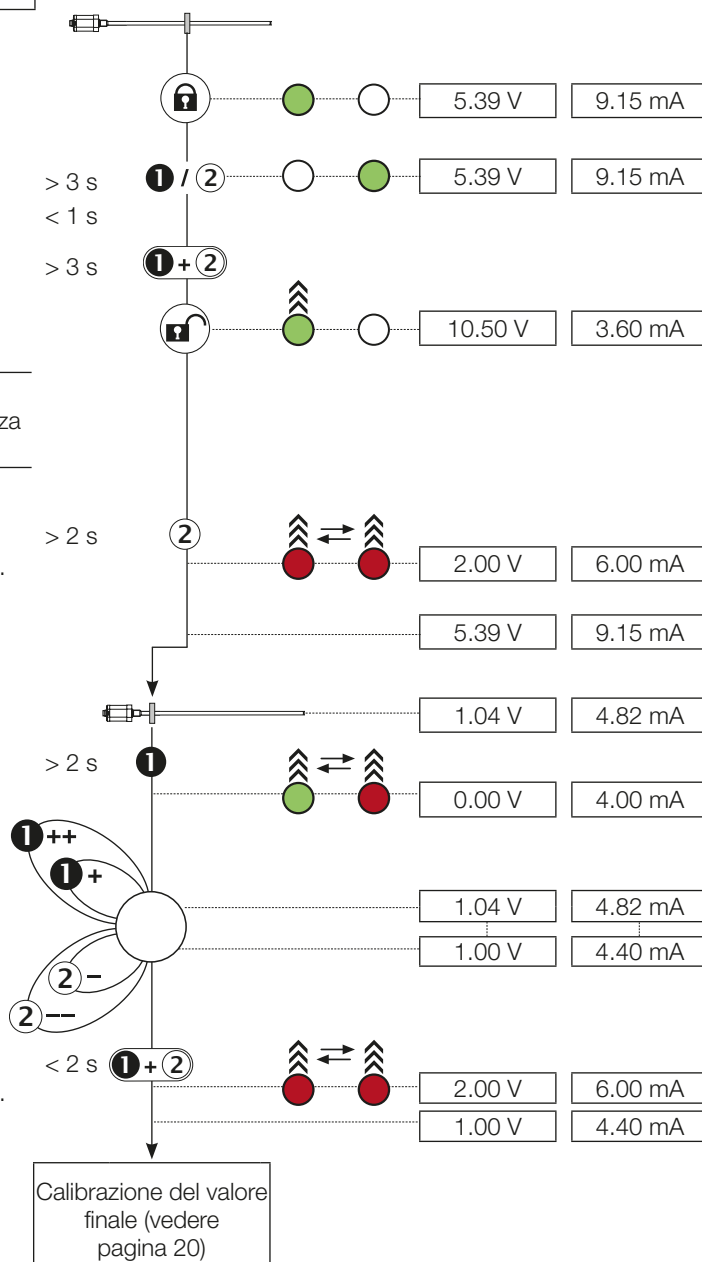 5.39 V 9.15 mA
> 3 s 1 / 2 5.39 V 9.15 mA
< 1 s
> 3 s 1 + 2
10.50 V 3.60 mA
za
> 2 s 2
2.00 V 6.00 mA
.
5.39 V 9.15 mA
1.04 V 4.82 mA
> 2 s 1
0.00 V 4.00 mA
1 ++
1 +
1.04 V 4.82 mA
1.00 V 4.40 mA
2 -
2 --
< 2 s 1 + 2
2.00 V 6.00 mA
.
1.00 V 4.40 mA
Calibrazione del valore
finale (vedere
pagina 20)